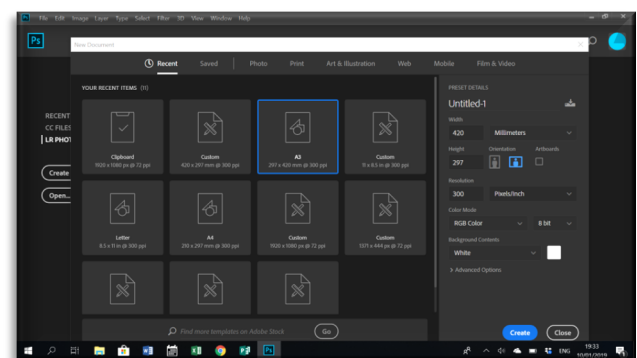 Ps File Edit Image Layer Type Select Filter 3D View Window Help
Ps
New Document
Recent Saved Photo Print Art & Illustration Web Mobile Film & Video
YOUR RECENT ITEMS (11)
Clipboard
1920 x 1080 px @ 72 ppi
Custom
420 x 297 mm @ 300 ppi
A3
297 x 420 mm @ 300 ppi
Custom
11 x 8.5 in @ 300 ppi
Letter
8.5 x 11 in @ 300 ppi
A4
210 x 297 mm @ 300 ppi
Custom
1920 x 1080 px @ 72 ppi
Custom
1371 x 444 px @ 72 ppi
Find more templates on Adobe Stock Go
RECENT
CC FILES
LR PHOT
Create
Open...
PRESET DETAILS
Untitled-1
Width
420 Millimeters
Height Orientation Artboards
297
Resolution
300 Pixels/Inch
Color Mode
RGB Color 8 bit
Background Contents
White
> Advanced Options
Create Close
ENG 19:33
10/01/2019